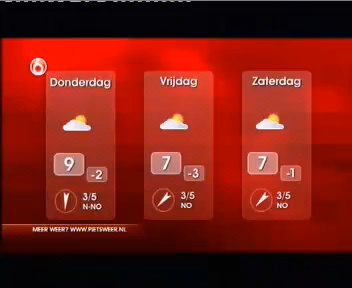 6
Donderdag Vrijdag Zaterdag
9 -2 7 -3 7 -1
3/5 3/5 3/5
N-NO NO NO
MEER WEER? WWW.PIETSWEER.NL